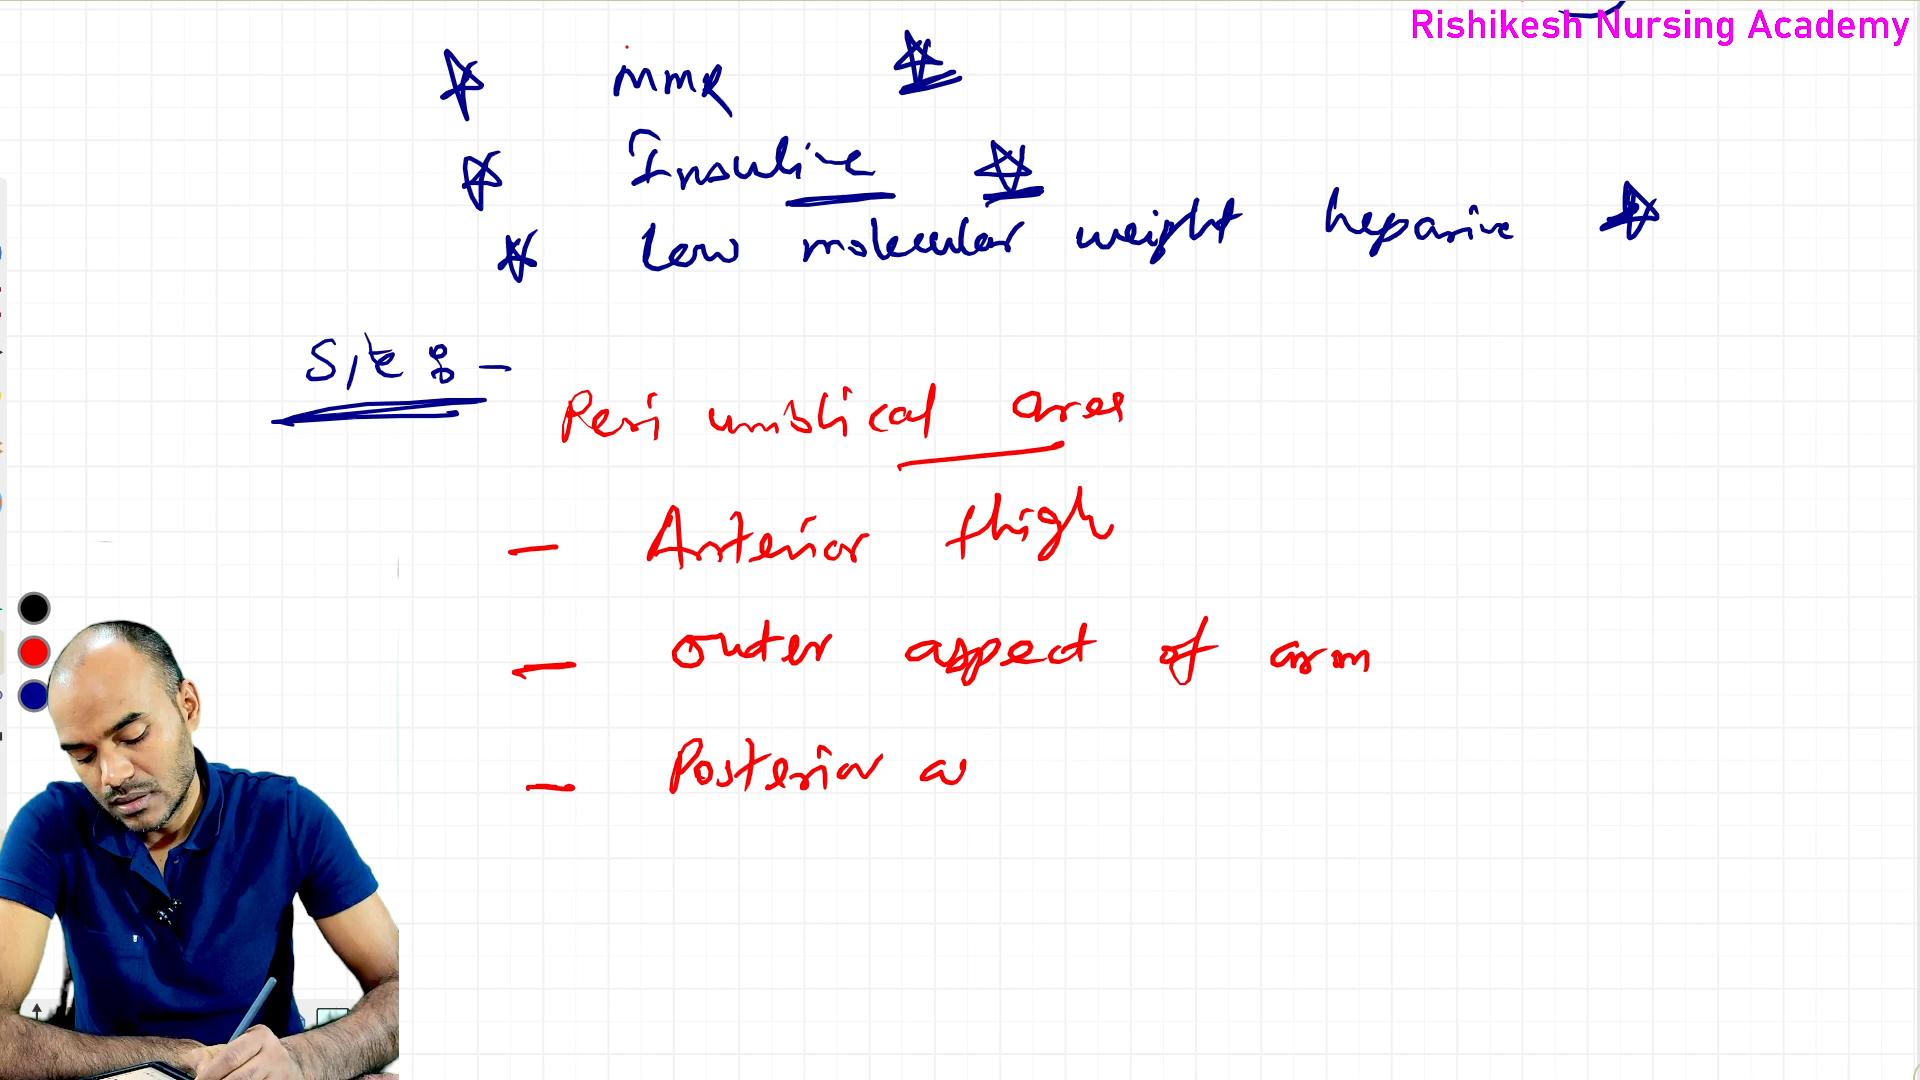 Rishikesh Nursing Academy
MMR
Insuline
Low molecular weight heparine
Site :-
Peri umblical area
- Anterior thigh
- outer aspect of arm
- Posterior